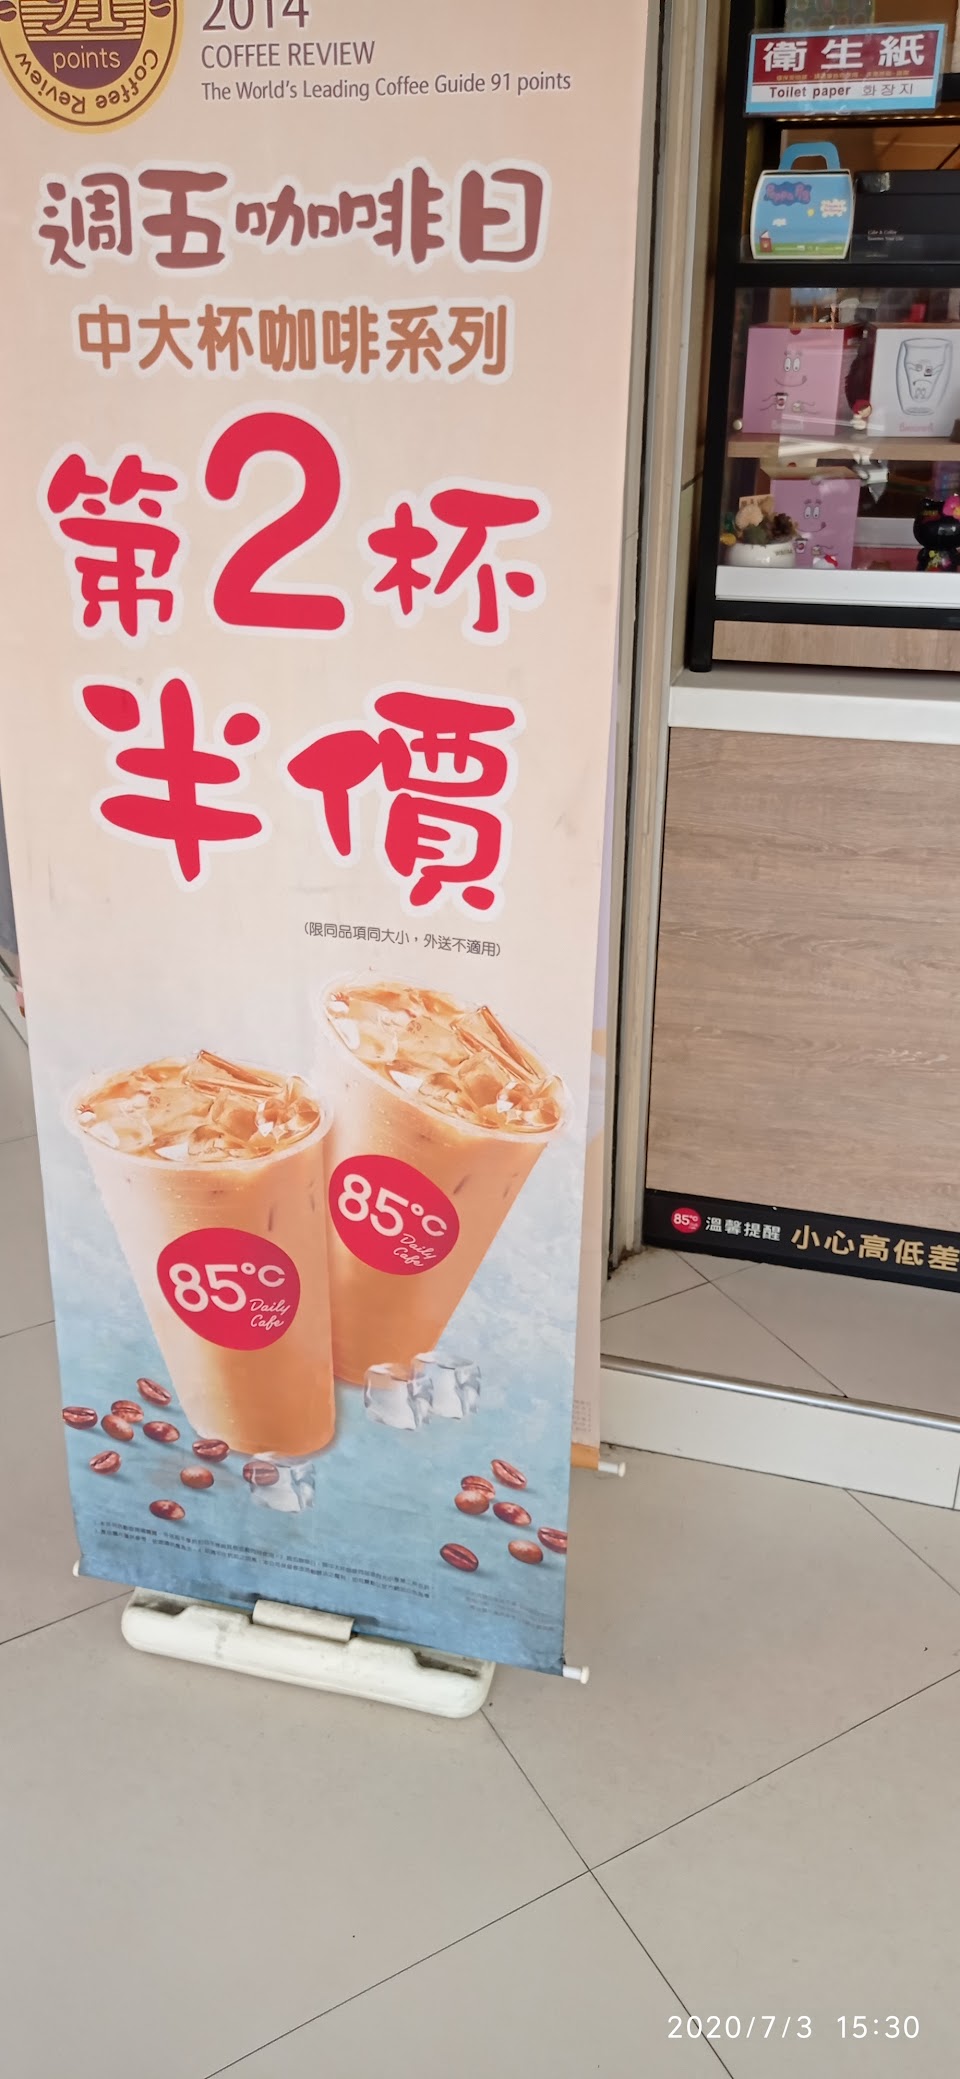 91
points
Coffee Review
2014
COFFEE REVIEW
The World's Leading Coffee Guide 91 points
週五咖啡日
中大杯咖啡系列
第2杯
半價
(限同品項同大小,外送不適用)
85°C
Daily
Cafe
85°C
Daily
Cafe
衛生紙
Toilet paper 화장지
Peppa Pig
85°C 溫馨提醒 小心高低差
2020/7/3 15:30